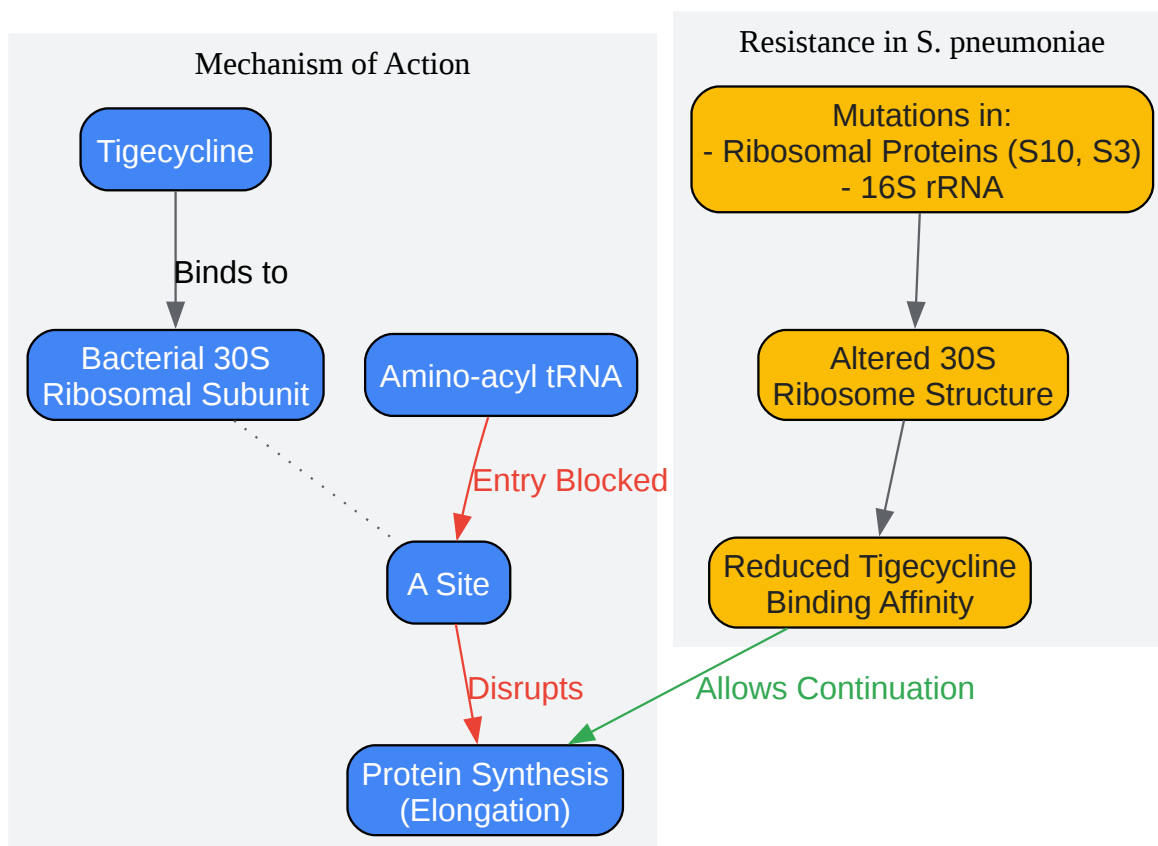 Mechanism of Action
Tigecycline
Binds to
Bacterial 30S
Ribosomal Subunit
Amino-acyl tRNA
Entry Blocked
A Site
Disrupts
Protein Synthesis
(Elongation)
Resistance in S. pneumoniae
Mutations in:
- Ribosomal Proteins (S10, S3)
- 16S rRNA
Altered 30S
Ribosome Structure
Reduced Tigecycline
Binding Affinity
Allows Continuation